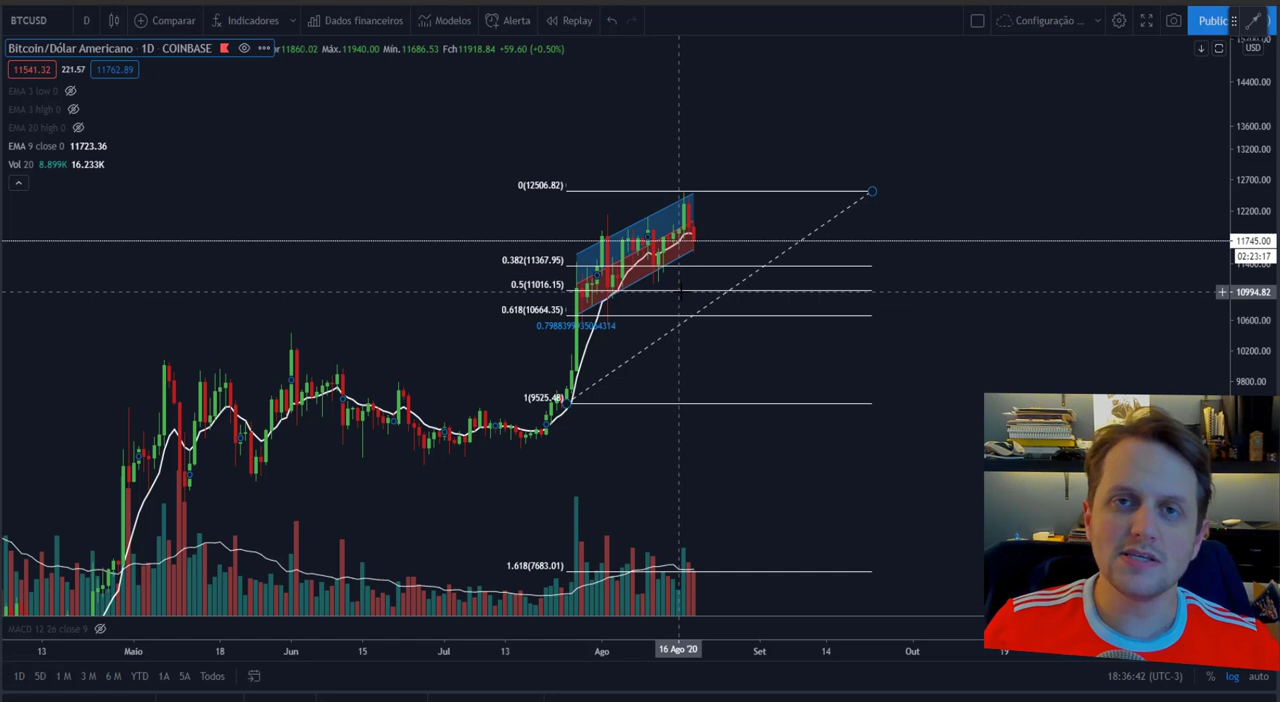 BTCUSD D Comparar Indicadores Dados financeiros Modelos Alerta Replay Configuração ... Public
Bitcoin/Dólar Americano · 1D · COINBASE 11860.02 Máx.11940.00 Mín.11686.53 Fch11918.84 +59.60 (+0.50%)
USD
11541.32 221.57 11762.89
EMA 3 low 0
EMA 3 high 0
EMA 20 high 0
EMA 9 close 0 11723.36
Vol 20 8.899K 16.233K
14400.00
13600.00
13200.00
12700.00
12200.00
11745.00
02:23:17
10994.82
10600.00
10200.00
9800.00
0(12506.82)
0.382(11367.95)
0.5(11016.15)
0.618(10664.35)
1(9525.48)
1.618(7683.01)
MACD 12 26 close 9
13 Maio 18 Jun 15 Jul 13 Ago 16 Ago '20 Set 14 Out
1D 5D 1 M 3 M 6 M YTD 1A 5A Todos 18:36:42 (UTC-3) % log auto